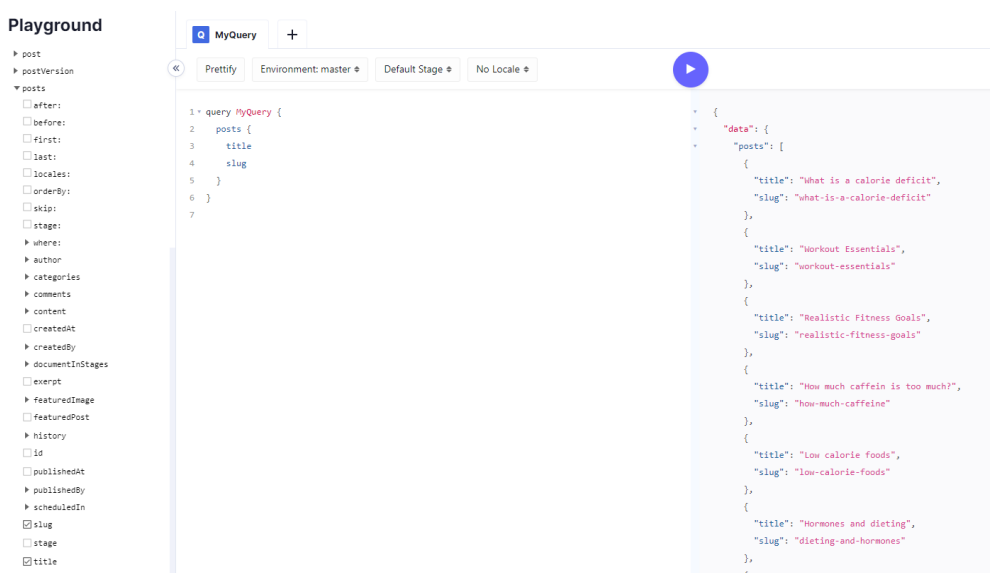 Playground
post
postVersion
posts
after:
before:
first:
last:
locales:
orderBy:
skip:
stage:
where:
author
categories
comments
content
createdAt
createdBy
documentInStages
exerpt
featuredImage
featuredPost
history
id
publishedAt
publishedBy
scheduledIn
slug
stage
title
Q MyQuery +
« Prettify Environment: master Default Stage No Locale
1 query MyQuery {
2 posts {
3 title
4 slug
5 }
6 }
7
{
"data": {
"posts": [
{
"title": "What is a calorie deficit",
"slug": "what-is-a-calorie-deficit"
},
{
"title": "Workout Essentials",
"slug": "workout-essentials"
},
{
"title": "Realistic Fitness Goals",
"slug": "realistic-fitness-goals"
},
{
"title": "How much caffein is too much?",
"slug": "how-much-caffeine"
},
{
"title": "Low calorie foods",
"slug": "low-calorie-foods"
},
{
"title": "Hormones and dieting",
"slug": "dieting-and-hormones"
},
{